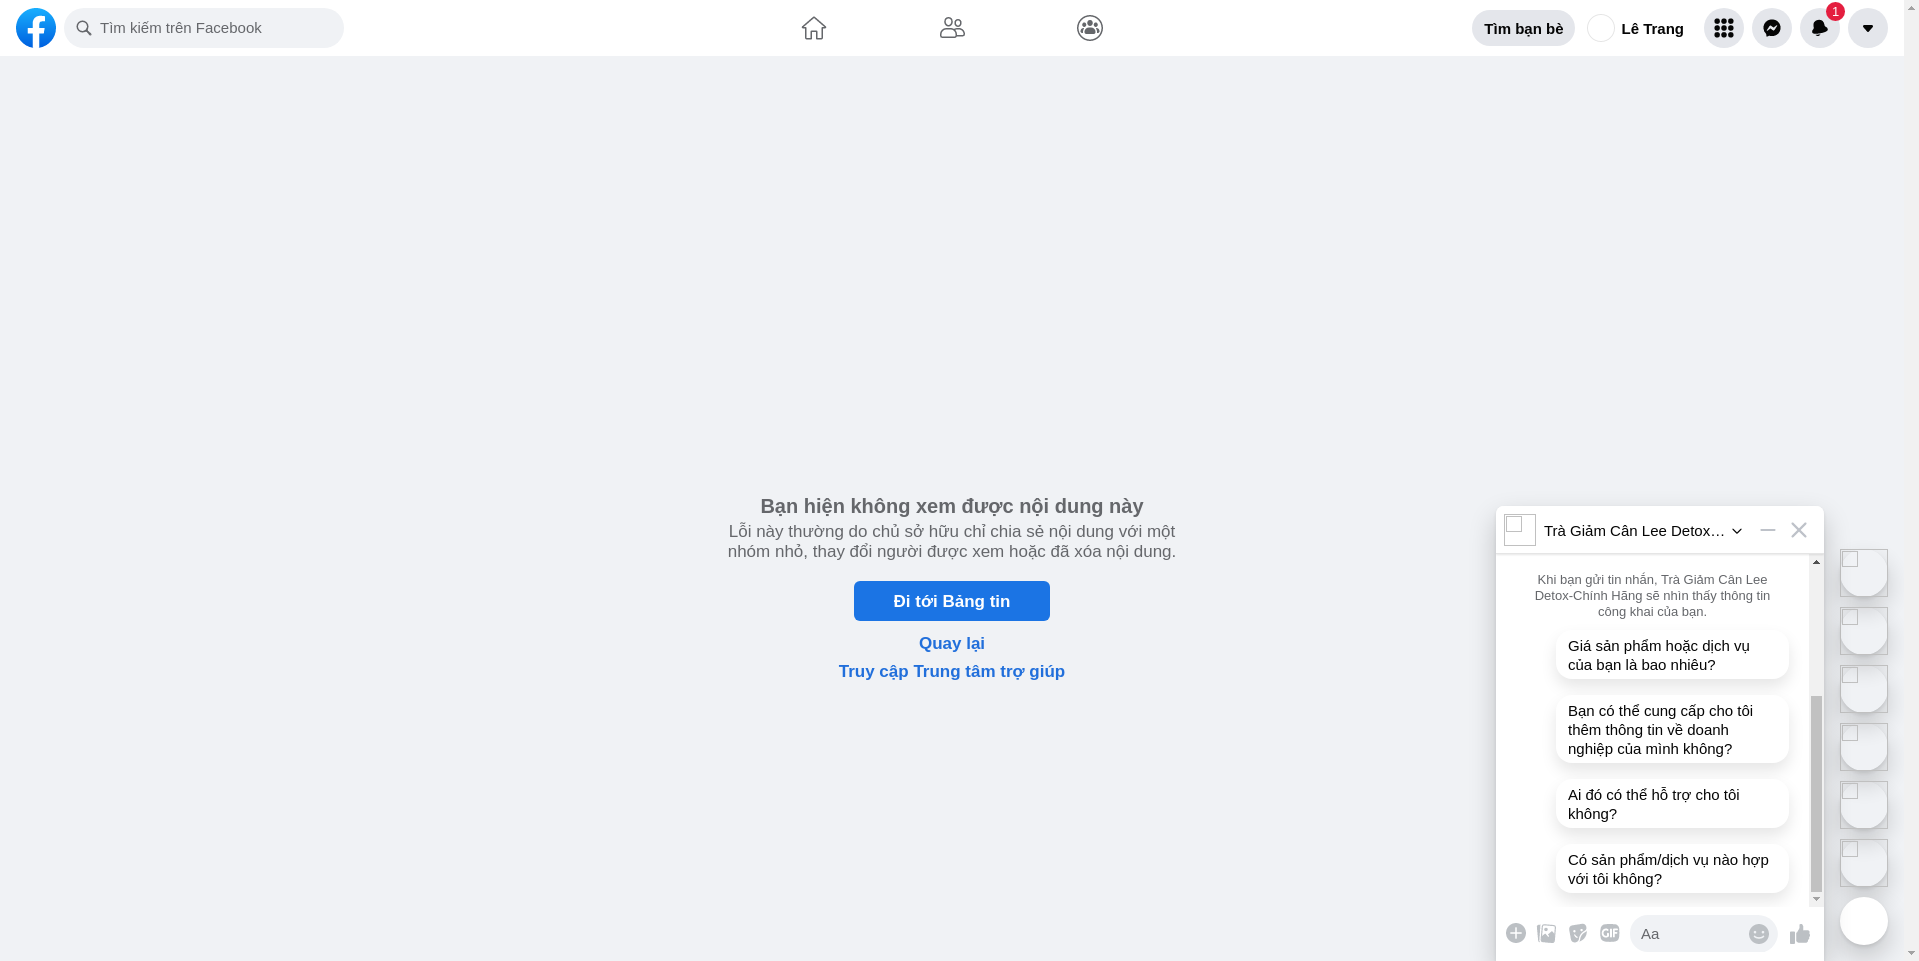 Tìm kiếm trên Facebook
Tìm bạn bè
Lê Trang
1
Bạn hiện không xem được nội dung này
Lỗi này thường do chủ sở hữu chỉ chia sẻ nội dung với một
nhóm nhỏ, thay đổi người được xem hoặc đã xóa nội dung.
Đi tới Bảng tin
Quay lại
Truy cập Trung tâm trợ giúp
Trà Giảm Cân Lee Detox…
Khi bạn gửi tin nhắn, Trà Giảm Cân Lee
Detox-Chính Hãng sẽ nhìn thấy thông tin
công khai của bạn.
Giá sản phẩm hoặc dịch vụ
của bạn là bao nhiêu?
Bạn có thể cung cấp cho tôi
thêm thông tin về doanh
nghiệp của mình không?
Ai đó có thể hỗ trợ cho tôi
không?
Có sản phẩm/dịch vụ nào hợp
với tôi không?
GIF
Aa